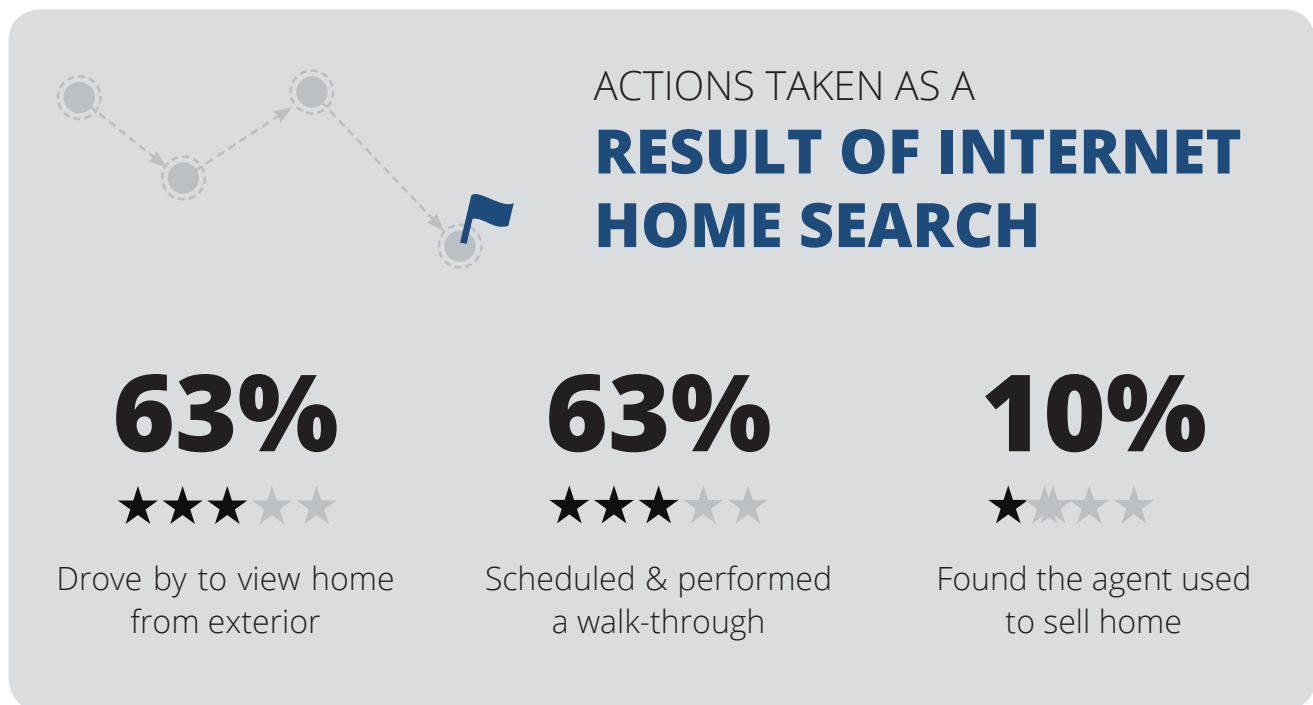 ACTIONS TAKEN AS A
RESULT OF INTERNET
HOME SEARCH
63%
Drove by to view home
from exterior
63%
Scheduled & performed
a walk-through
10%
Found the agent used
to sell home